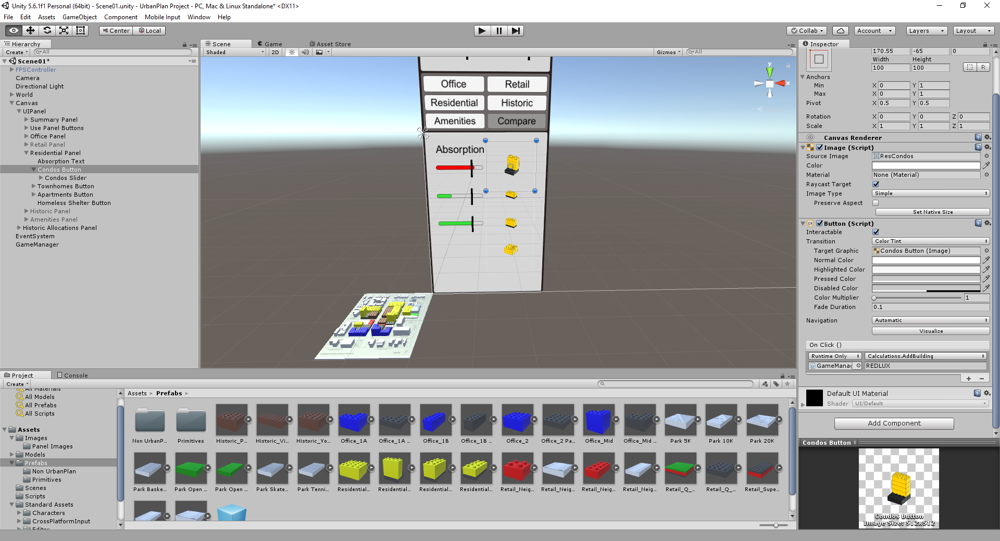 Unity 5.6.1f1 Personal (64bit) - Scene01.unity - UrbanPlan Project - PC, Mac & Linux Standalone* <DX11>
File Edit Assets GameObject Component Mobile Input Window Help
Center Local
Collab Account Layers Layout
Hierarchy
Create All
Scene01*
FPSController
Camera
Directional Light
World
Canvas
UIPanel
Summary Panel
Use Panel Buttons
Office Panel
Retail Panel
Residential Panel
Absorption Text
Condos Button
Condos Slider
Townhomes Button
Apartments Button
Homeless Shelter Button
Historic Panel
Amenities Panel
Historic Allocations Panel
EventSystem
GameManager
Scene Game Asset Store
Shaded 2D Gizmos All
y
x
Office Retail
Residential Historic
Amenities Compare
Absorption
Inspector
170.55 -65 0
Width Height
100 100 R
Anchors
Min X 0 Y 1
Max X 0 Y 1
Pivot X 0.5 Y 0.5
Rotation X 0 Y 0 Z 0
Scale X 1 Y 1 Z 1
Canvas Renderer
Image (Script)
Source Image ResCondos
Color
Material None (Material)
Raycast Target
Image Type Simple
Preserve Aspect
Set Native Size
OK Button (Script)
Interactable
Transition Color Tint
Target Graphic Condos Button (Image)
Normal Color
Highlighted Color
Pressed Color
Disabled Color
Color Multiplier 1
Fade Duration 0.1
Navigation Automatic
Visualize
On Click ()
Runtime Only Calculations.AddBuilding
GameManag REDLUX
Default UI Material
Shader UI/Default
Add Component
Condos Button
Condos Button
Image Size: 512x512
Project Console
Create
All Materials
All Models
All Prefabs
All Scripts
Assets
Images
Panel Images
Models
Prefabs
Non UrbanPlan
Primitives
Scenes
Scripts
Standard Assets
Characters
CrossPlatformInput
Editor
Assets Prefabs
Non UrbanP... Primitives Historic_P... Historic_Vi... Historic_Yo... Office_1A Office_1A ... Office_1B Office_1B ... Office_2 Office_2 Pa... Office_Mid Office_Mid ... Park 5K Park 10K Park 20K
Park Baske... Park Open ... Park Open ... Park Skate... Park Tenni... Residential... Residential... Residential... Residential... Retail_Neig... Retail_Neig... Retail_Neig... Retail_Neig... Retail_Q_... Retail_Q_... Retail_Supe...